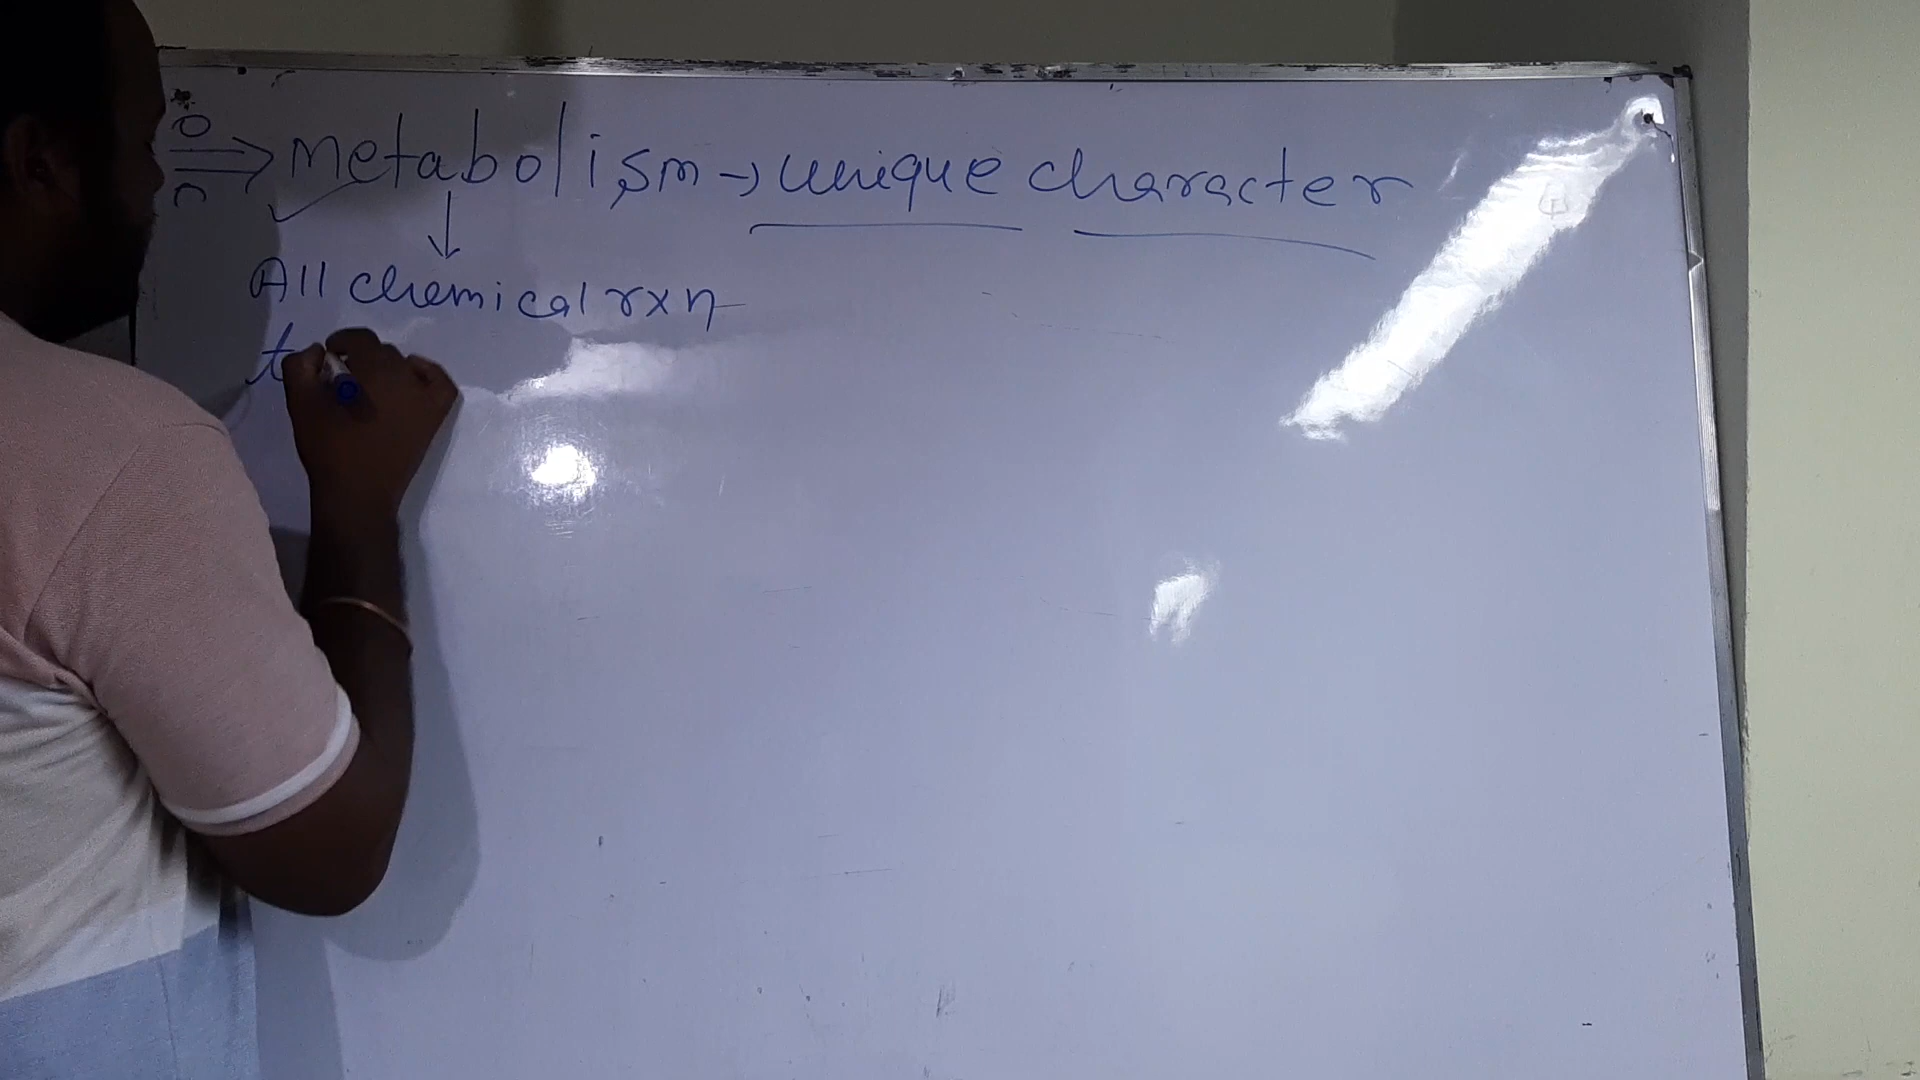 ⇒ metabolism → unique character
↓
All chemical rxn